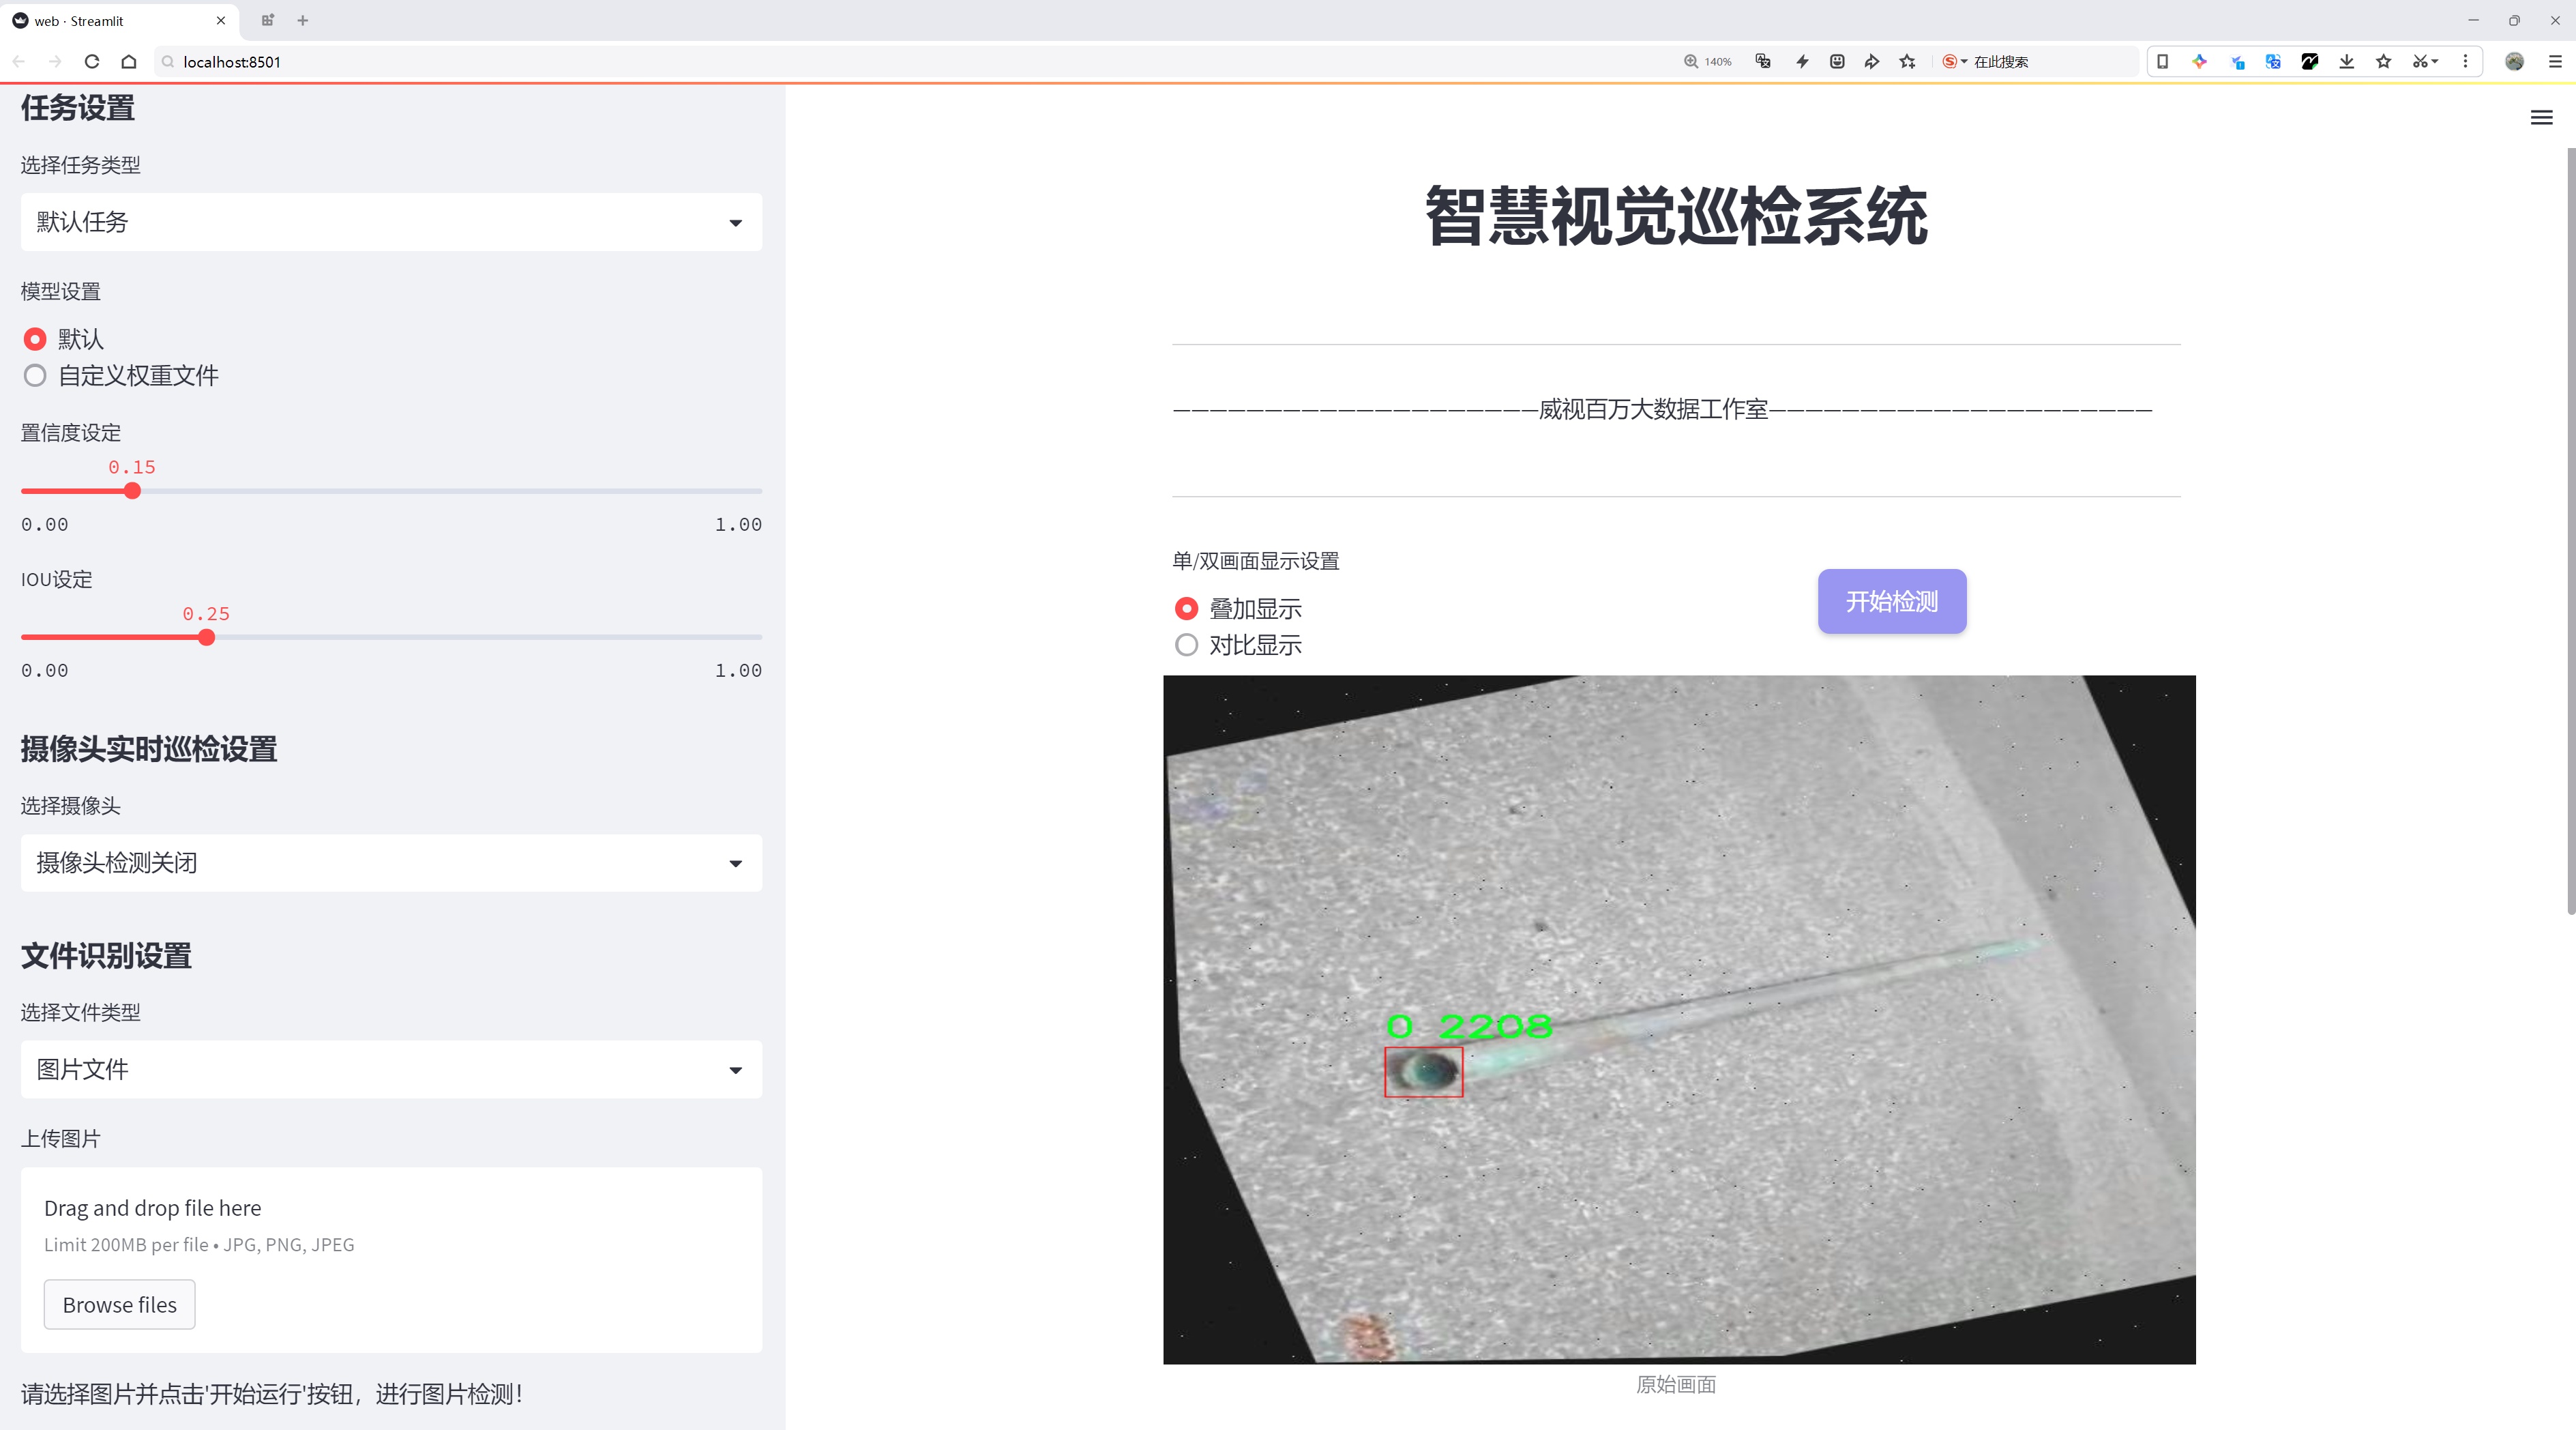 web · Streamlit
localhost:8501
140%
在此搜索
任务设置
选择任务类型
默认任务
模型设置
默认
自定义权重文件
置信度设定
0.15
0.00
1.00
IOU设定
0.25
0.00
1.00
摄像头实时巡检设置
选择摄像头
摄像头检测关闭
文件识别设置
选择文件类型
图片文件
上传图片
Drag and drop file here
Limit 200MB per file • JPG, PNG, JPEG
Browse files
请选择图片并点击'开始运行'按钮，进行图片检测！
智慧视觉巡检系统
————————————————————威视百万大数据工作室—————————————————————
单/双画面显示设置
叠加显示
对比显示
开始检测
0 2208
原始画面